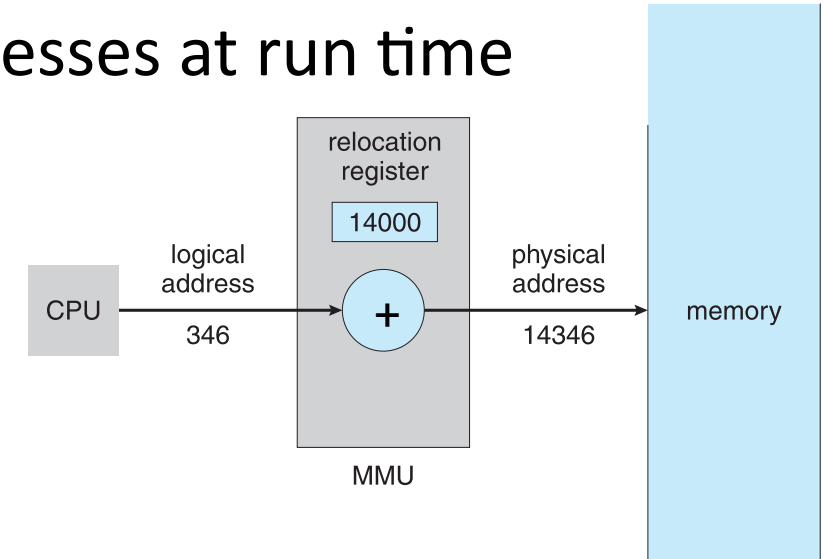 esses at run time
relocation
register
14000
logical
address
physical
address
CPU
+
memory
346
14346
MMU